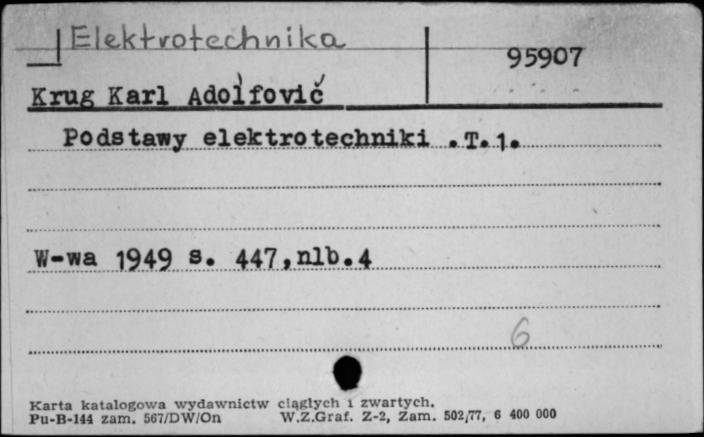 Elektrotechnika
95907
Krug Karl Adolfovič
Podstawy elektrotechniki .T.1.
W-wa 1949 s. 447,nlb.4
6
Karta katalogowa wydawnictw ciągłych i zwartych.
Pu-B-144 zam. 567/DW/On W.Z.Graf. Z-2, Zam. 502/77, 6 400 000